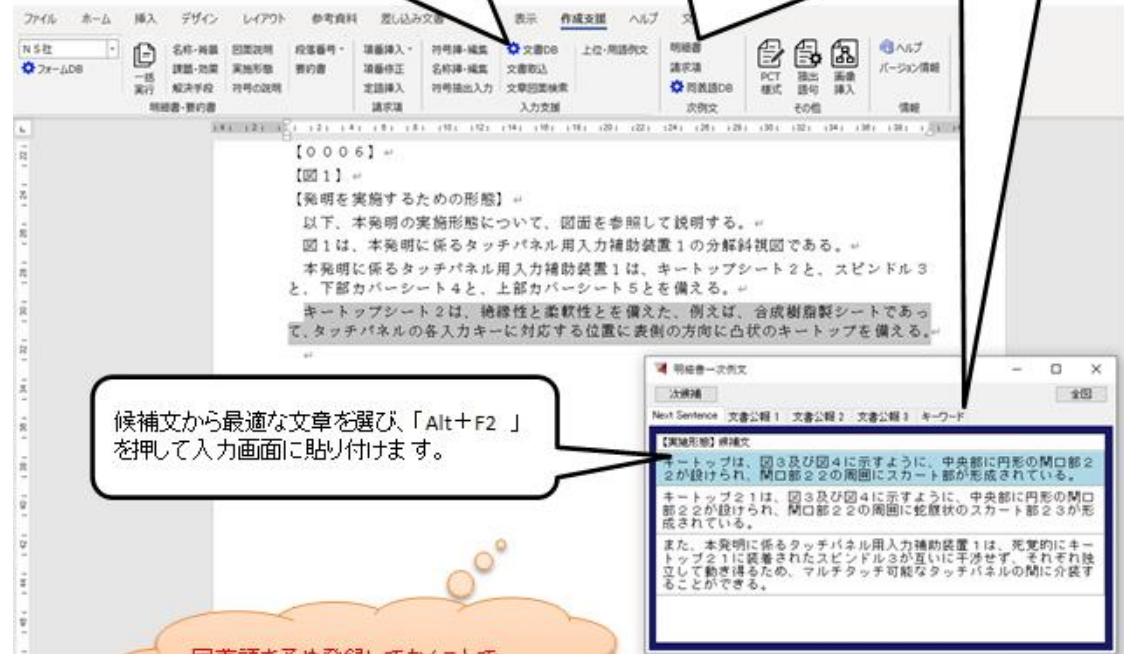 ファイル ホーム 挿入 デザイン レイアウト 参考資料 差し込み文書 表示 作成支援 ヘルプ
NS社 名称-背景 図面説明 段落番号 項番挿入 符号挿-編集 文書DB 上位-用語例文 明細書 ヘルプ
フォームDB 課題-効果 実施形態 要約書 項番修正 名称挿-編集 文書取込 請求項 バージョン情報
一括実行 解決手段 符号の説明 定語挿入 符号抽出入力 文章図面検索 同義語DB PCT様式 抽出語句 画像挿入
明細書-要約書 請求項 入力支援 次例文 その他 情報
【０００６】
【図１】
【発明を実施するための形態】
以下、本発明の実施形態について、図面を参照して説明する。
図１は、本発明に係るタッチパネル用入力補助装置１の分解斜視図である。
本発明に係るタッチパネル用入力補助装置１は、キートップシート２と、スピンドル３
と、下部カバーシート４と、上部カバーシート５とを備える。
キートップシート２は、絶縁性と柔軟性とを備えた、例えば、合成樹脂製シートであっ
て、タッチパネルの各入力キーに対応する位置に表側の方向に凸状のキートップを備える。
候補文から最適な文章を選び、「Alt＋F2 」
を押して入力画面に貼り付けます。
明細書－次例文
次候補 全図
Next Sentence 文書公報１ 文書公報２ 文書公報３ キーワード
【実施形態】候補文
キートップは、図３及び図４に示すように、中央部に円形の開口部２
２が設けられ、開口部２２の周囲にスカート部が形成されている。
キートップ２１は、図３及び図４に示すように、中央部に円形の開口
部２２が設けられ、開口部２２の周囲に蛇腹状のスカート部２３が形
成されている。
また、本発明に係るタッチパネル用入力補助装置１は、視覚的にキー
トップ２１に装着されたスピンドル３が互いに干渉せず、それぞれ独
立して動き得るため、マルチタッチ可能なタッチパネルの間に介装す
ることができる。